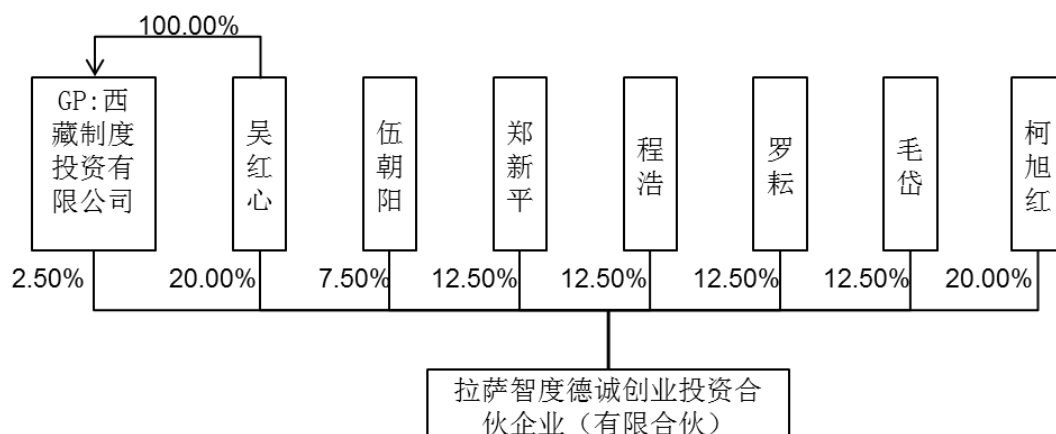 100.00%
GP:西
藏制度
投资有
限公司
吴
红
心
伍
朝
阳
郑
新
平
程
浩
罗
耘
毛
岱
柯
旭
红
2.50%
20.00%
7.50%
12.50%
12.50%
12.50%
12.50%
20.00%
拉萨智度德诚创业投资合
伙企业（有限合伙）